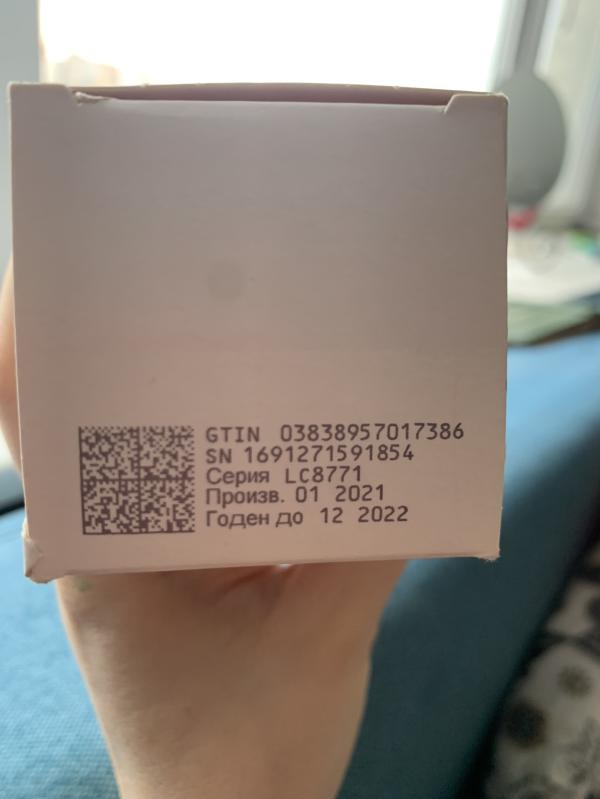 GTIN 03838957017386
SN 1691271591854
Серия LC8771
Произв. 01 2021
Годен до 12 2022